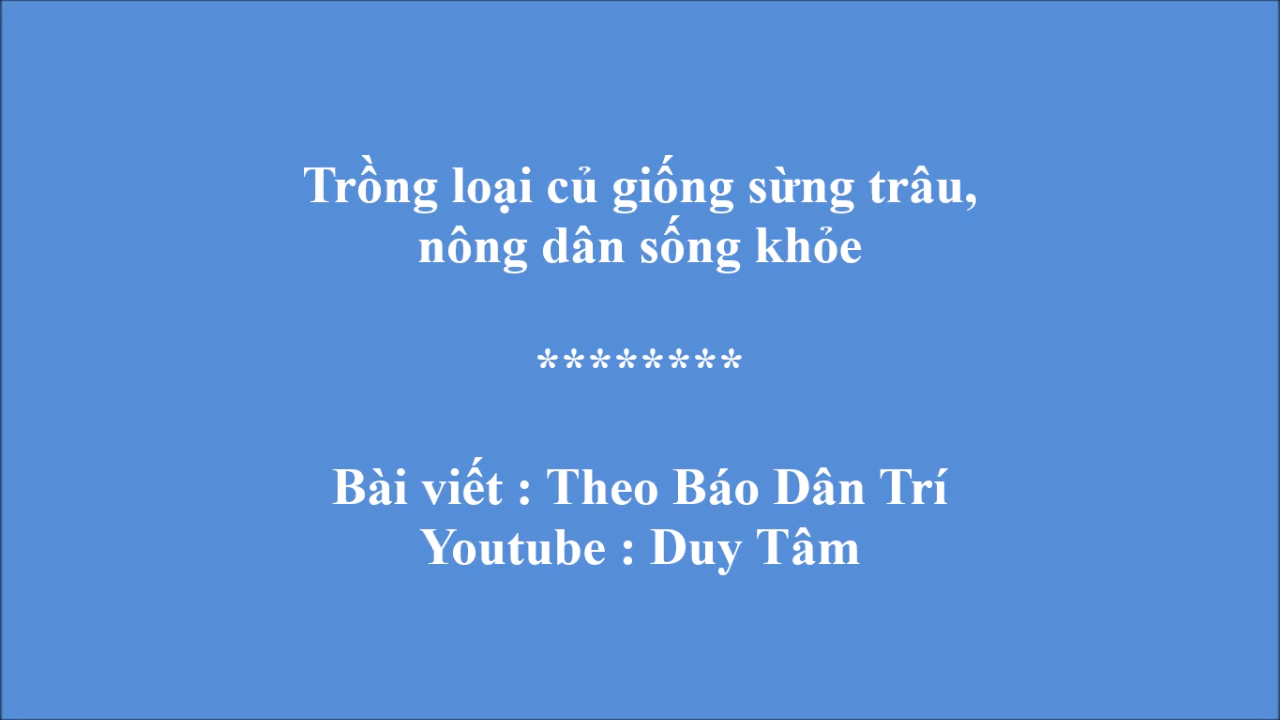 Trồng loại củ giống sừng trâu,
nông dân sống khỏe
********
Bài viết : Theo Báo Dân Trí
Youtube : Duy Tâm